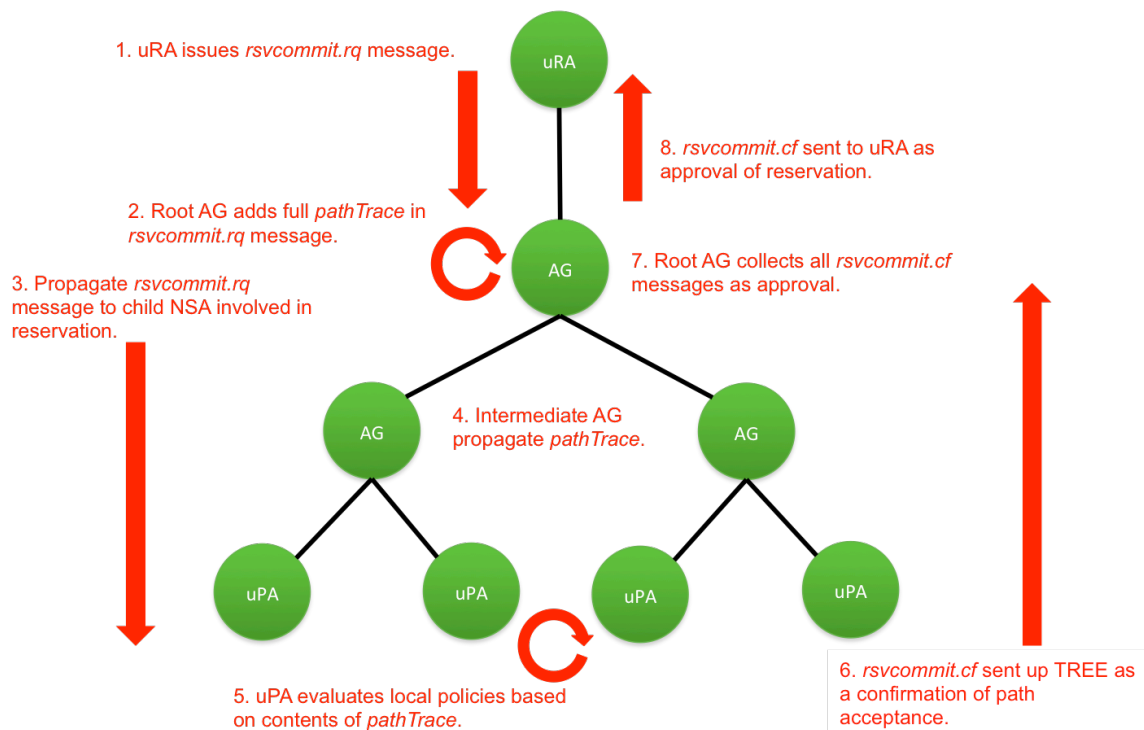 1. uRA issues rsvcommit.rq message.
uRA
8. rsvcommit.cf sent to uRA as
approval of reservation.
2. Root AG adds full pathTrace in
rsvcommit.rq message.
AG
7. Root AG collects all rsvcommit.cf
messages as approval.
3. Propagate rsvcommit.rq
message to child NSA involved in
reservation.
AG
4. Intermediate AG
propagate pathTrace.
AG
uPA
uPA
uPA
uPA
5. uPA evaluates local policies based
on contents of pathTrace.
6. rsvcommit.cf sent up TREE as
a confirmation of path
acceptance.